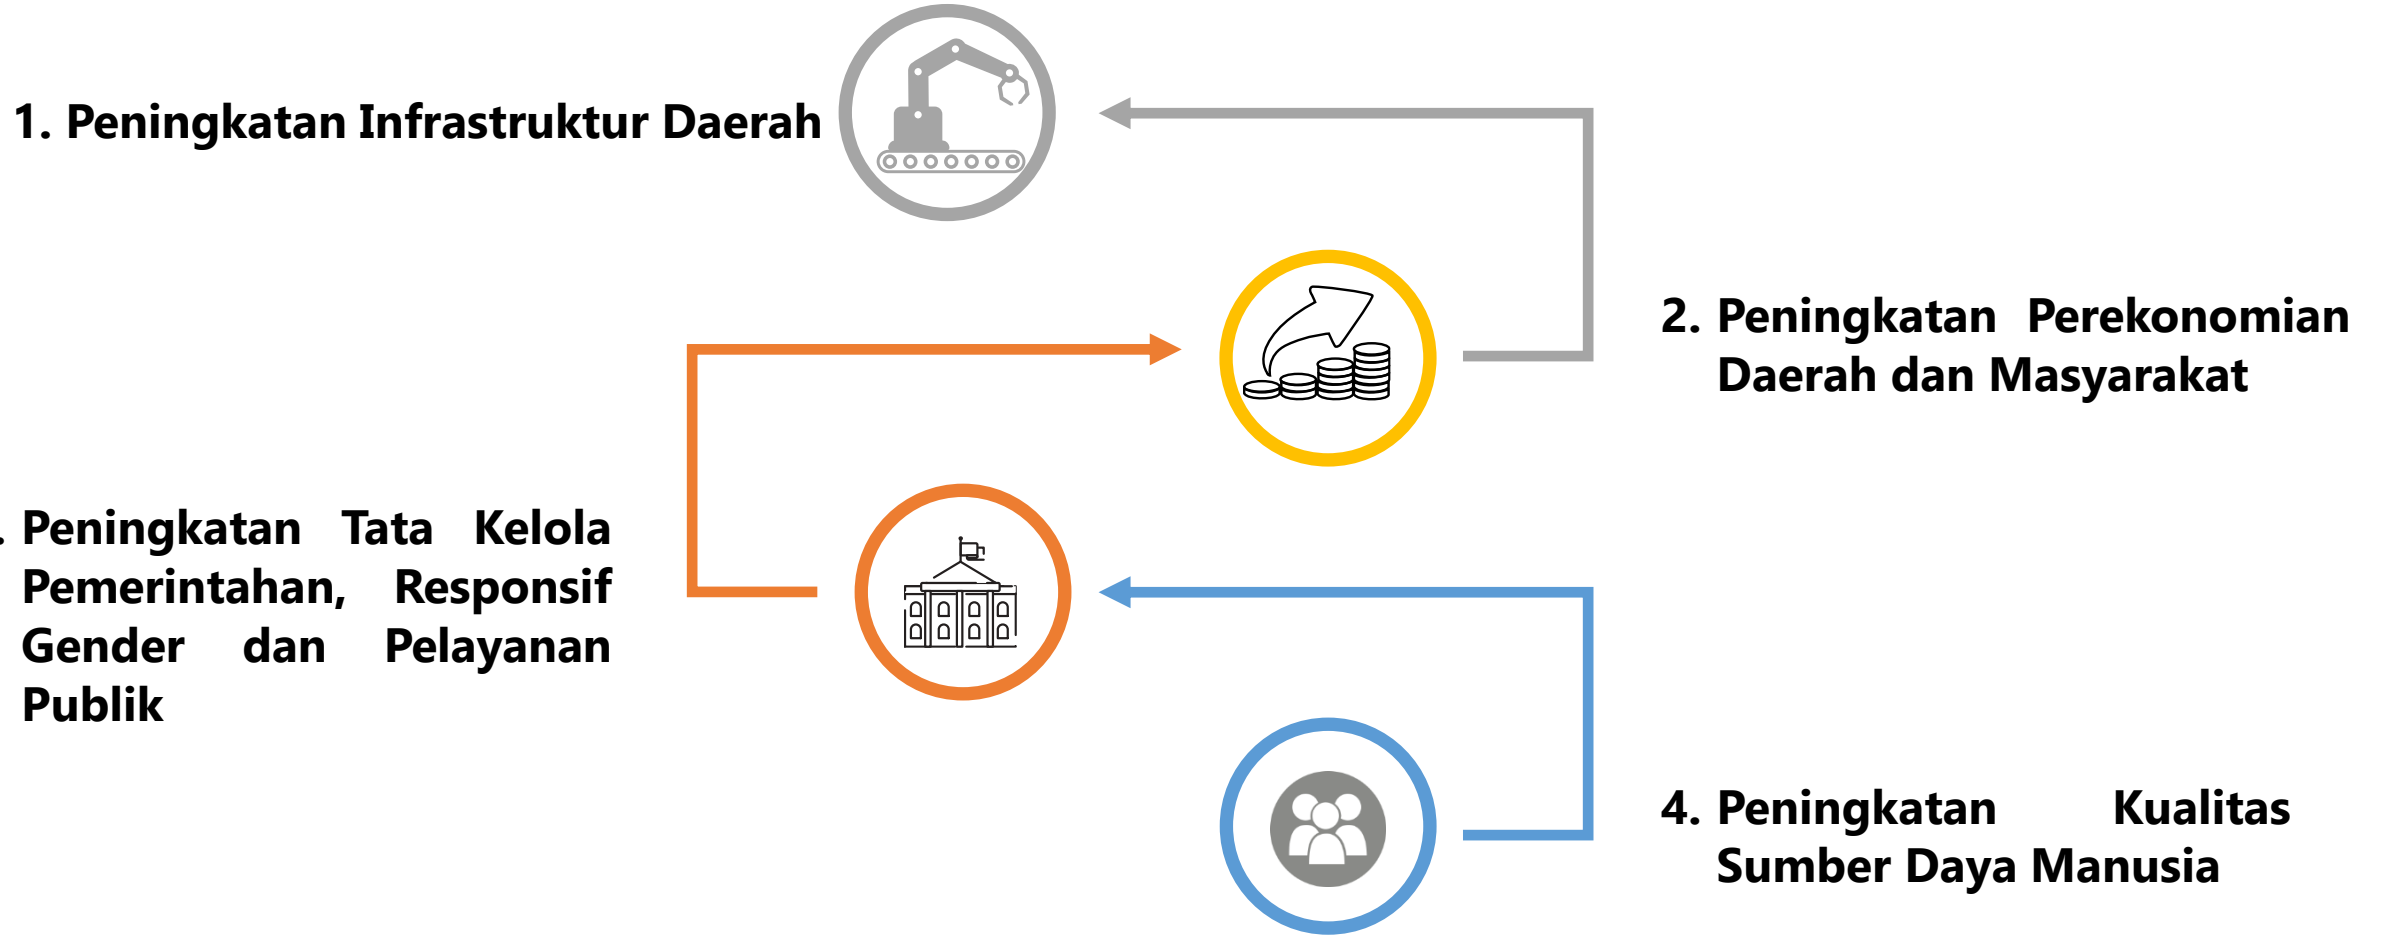 1. Peningkatan Infrastruktur Daerah
2. Peningkatan Perekonomian
Daerah dan Masyarakat
. Peningkatan Tata Kelola
Pemerintahan, Responsif
Gender dan Pelayanan
Publik
4. Peningkatan Kualitas
Sumber Daya Manusia